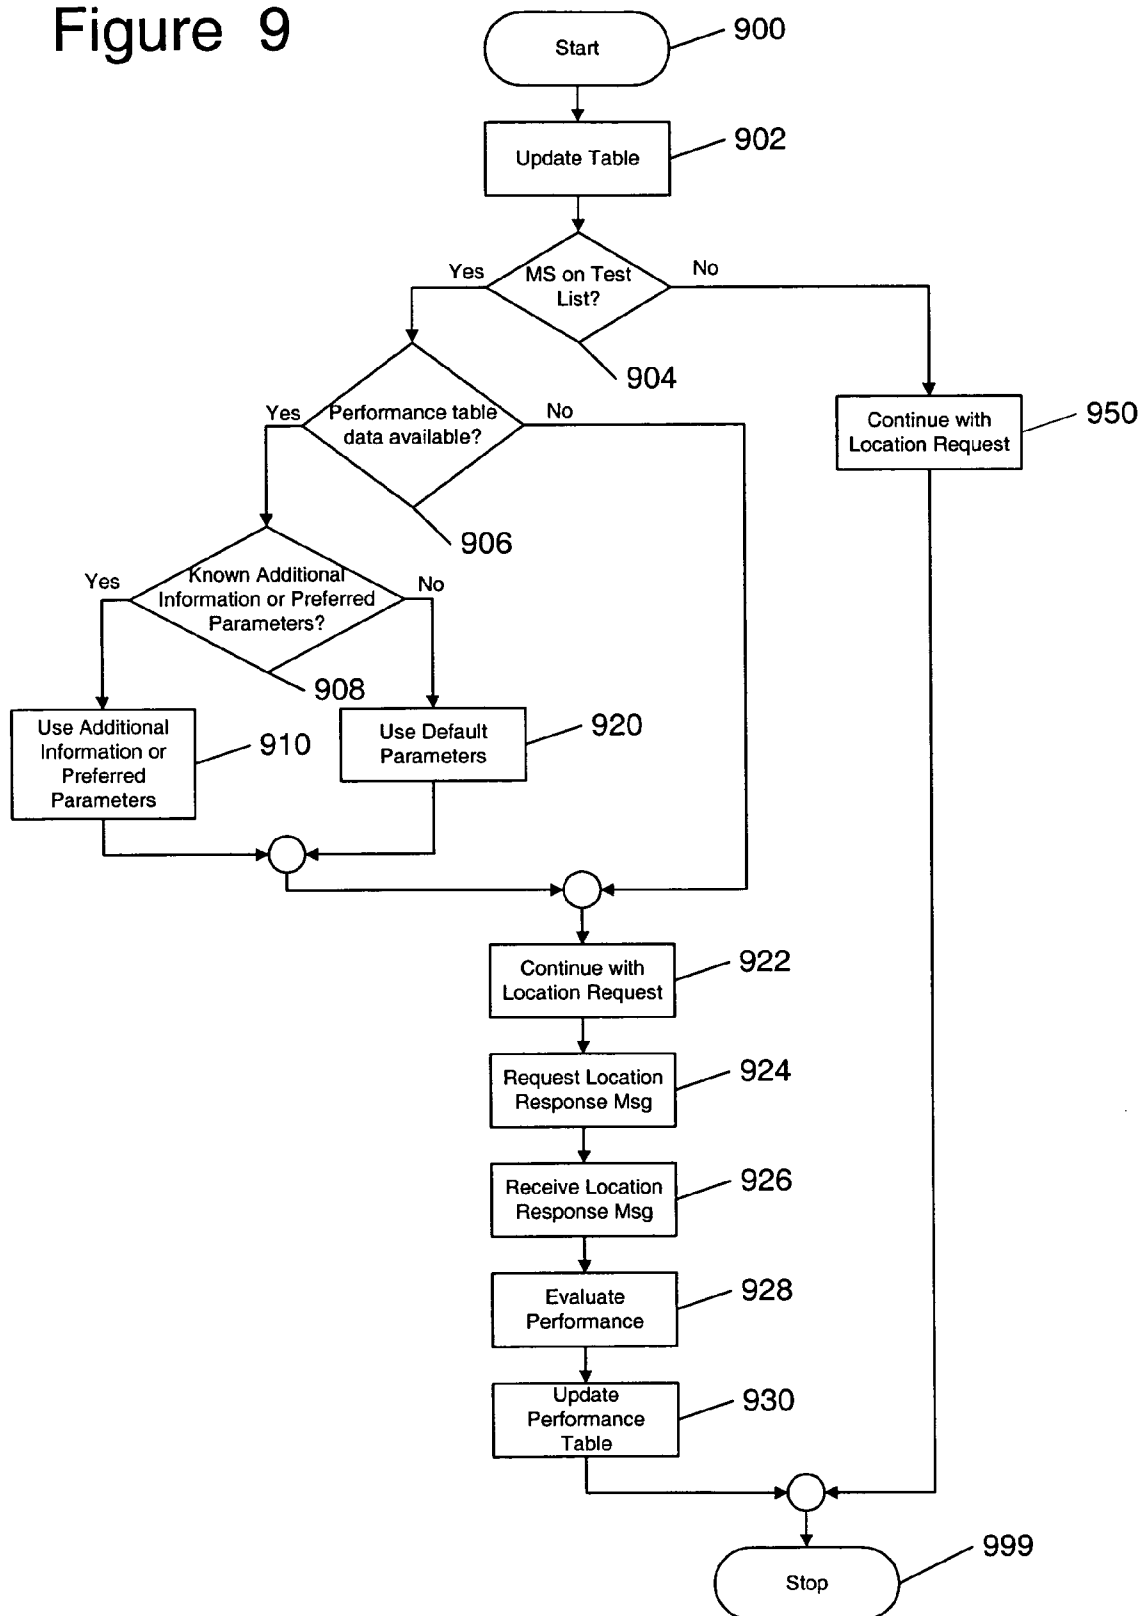 Figure 9
Start
900
Update Table
902
Yes
MS on Test
List?
No
904
Yes
Performance table
data available?
No
906
Continue with
Location Request
950
Yes
Known Additional
Information or Preferred
Parameters?
No
908
Use Additional
Information or
Preferred
Parameters
910
Use Default
Parameters
920
Continue with
Location Request
922
Request Location
Response Msg
924
Receive Location
Response Msg
926
Evaluate
Performance
928
Update
Performance
Table
930
Stop
999